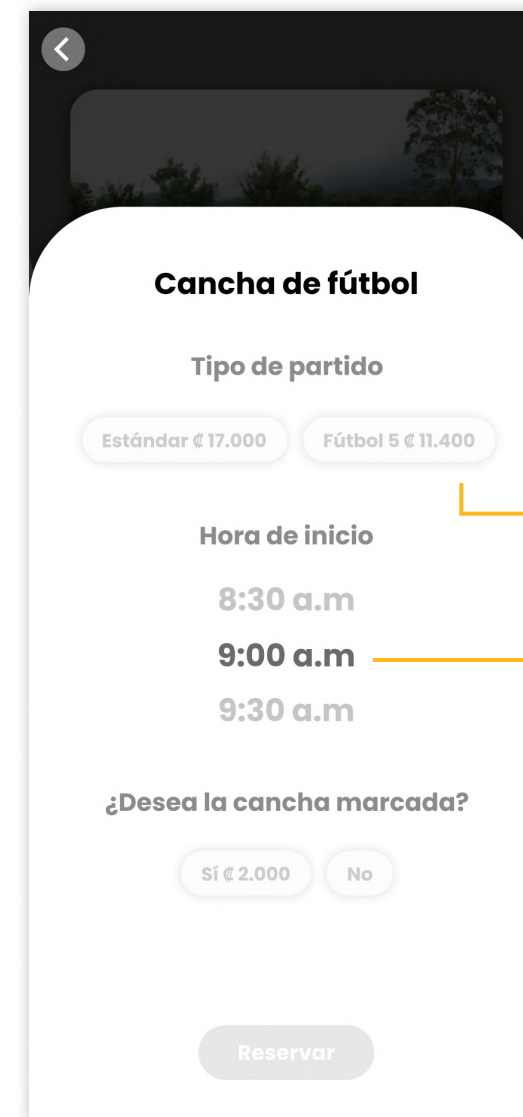 Cancha de fútbol
Tipo de partido
Estándar ₡ 17.000 Fútbol 5 ₡ 11.400
Hora de inicio
8:30 a.m
9:00 a.m
9:30 a.m
¿Desea la cancha marcada?
Sí ₡ 2.000 No
Reservar